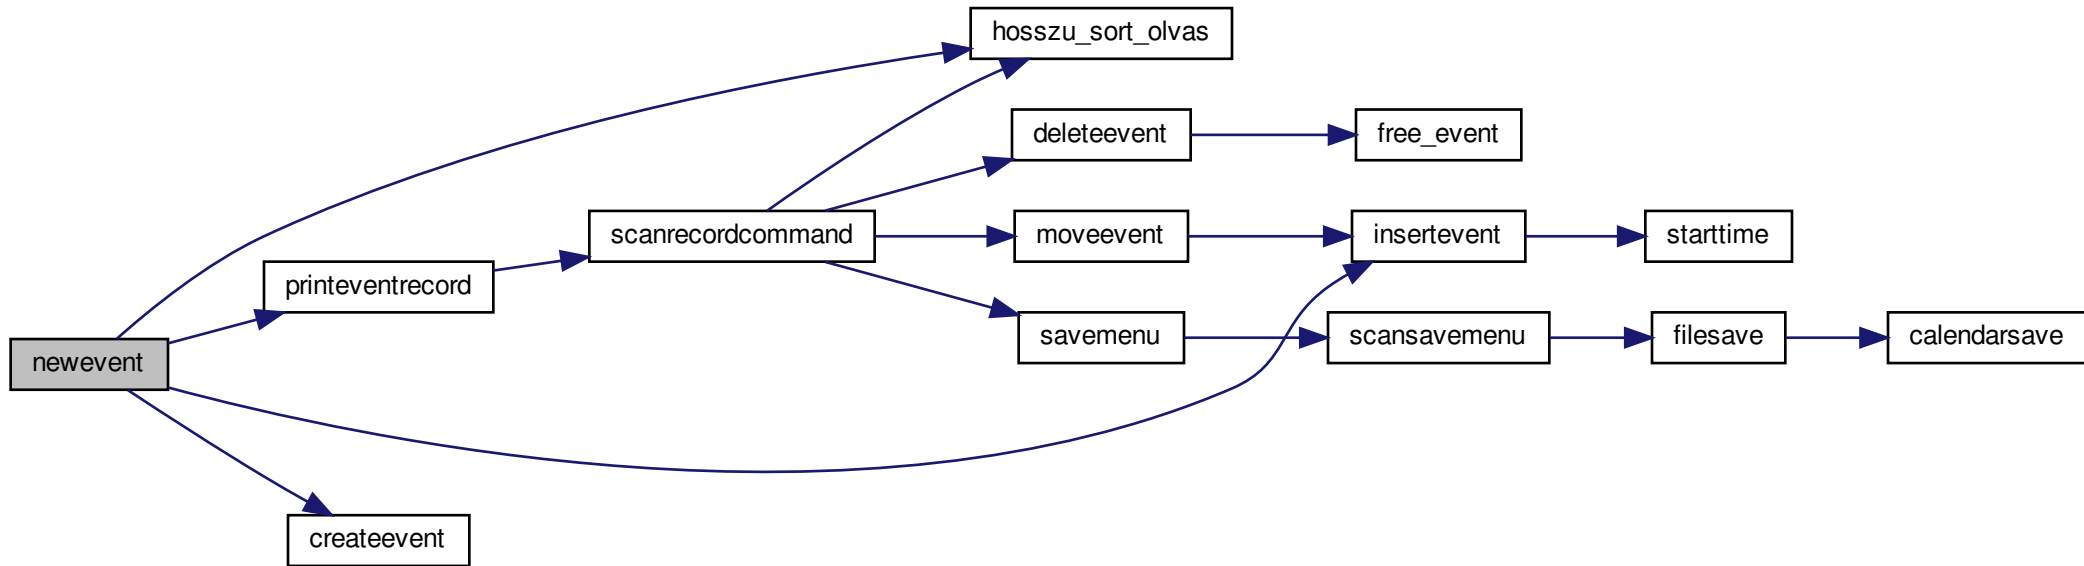 hosszu_sort_olvas
deleteevent
free_event
scanrecordcommand
moveevent
insertevent
starttime
printeventrecord
savemenu
scansavemenu
filesave
calendarsave
newevent
createevent